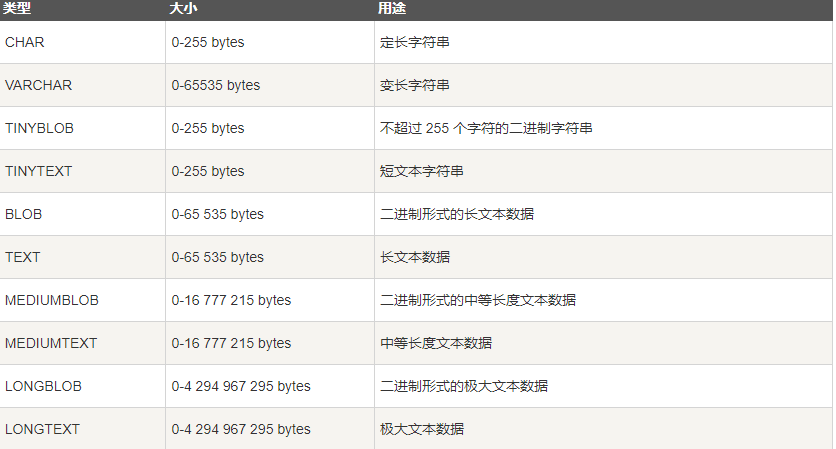 类型 大小 用途
CHAR 0-255 bytes 定长字符串
VARCHAR 0-65535 bytes 变长字符串
TINYBLOB 0-255 bytes 不超过 255 个字符的二进制字符串
TINYTEXT 0-255 bytes 短文本字符串
BLOB 0-65 535 bytes 二进制形式的长文本数据
TEXT 0-65 535 bytes 长文本数据
MEDIUMBLOB 0-16 777 215 bytes 二进制形式的中等长度文本数据
MEDIUMTEXT 0-16 777 215 bytes 中等长度文本数据
LONGBLOB 0-4 294 967 295 bytes 二进制形式的极大文本数据
LONGTEXT 0-4 294 967 295 bytes 极大文本数据